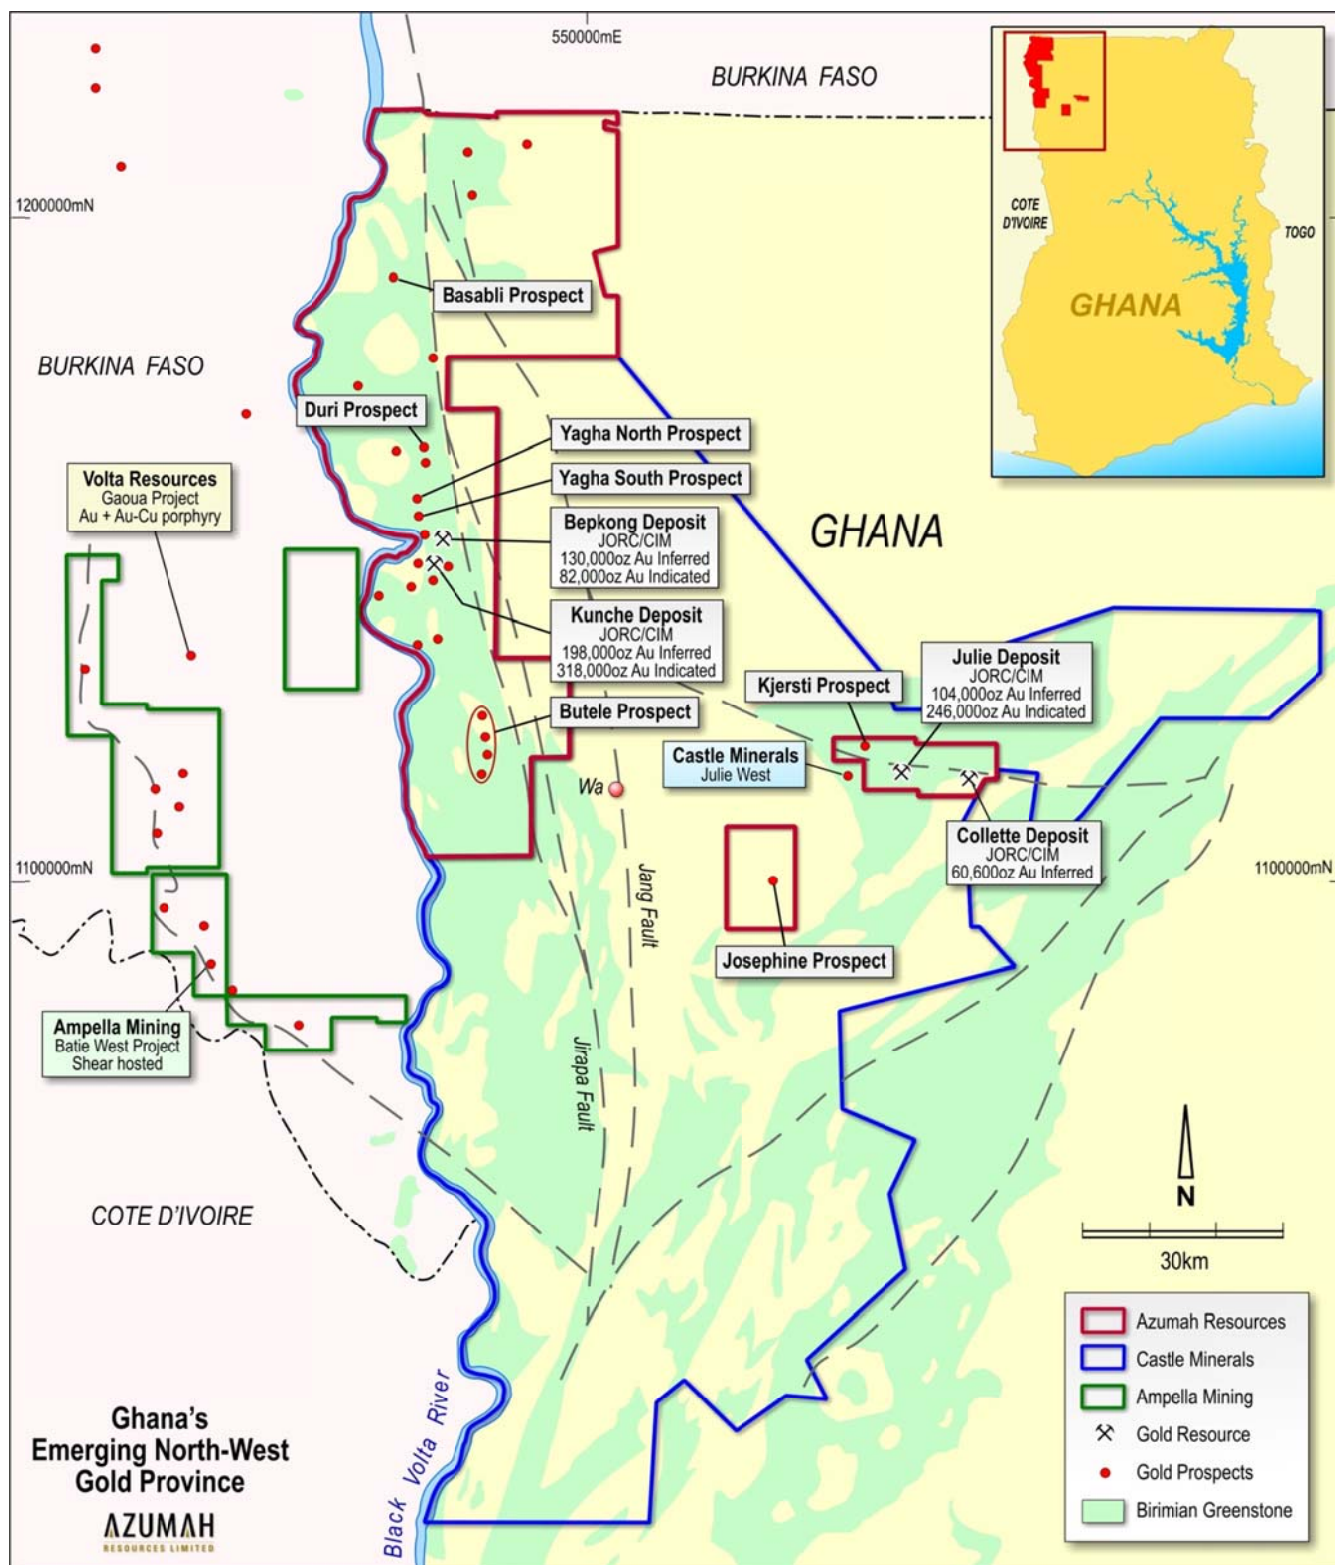 550000mE
BURKINA FASO
1200000mN
COTE
D'IVOIRE
TOGO
GHANA
Basabli Prospect
BURKINA FASO
Duri Prospect
Yagha North Prospect
Yagha South Prospect
Volta Resources
Gaoua Project
Au + Au-Cu porphyry
GHANA
Bepkong Deposit
JORC/CIM
130,000oz Au Inferred
82,000oz Au Indicated
Kunche Deposit
JORC/CIM
198,000oz Au Inferred
318,000oz Au Indicated
Julie Deposit
JORC/CIM
104,000oz Au Inferred
246,000oz Au Indicated
Kjersti Prospect
Butele Prospect
Castle Minerals
Julie West
Wa
Collette Deposit
JORC/CIM
60,600oz Au Inferred
1100000mN
1100000mN
Jang Fault
Josephine Prospect
Ampella Mining
Batie West Project
Shear hosted
Jirapa Fault
COTE D'IVOIRE
N
30km
Azumah Resources
Castle Minerals
Ampella Mining
Gold Resource
Gold Prospects
Birimian Greenstone
Black Volta River
Ghana's
Emerging North-West
Gold Province
AZUMAH
RESOURCES LIMITED